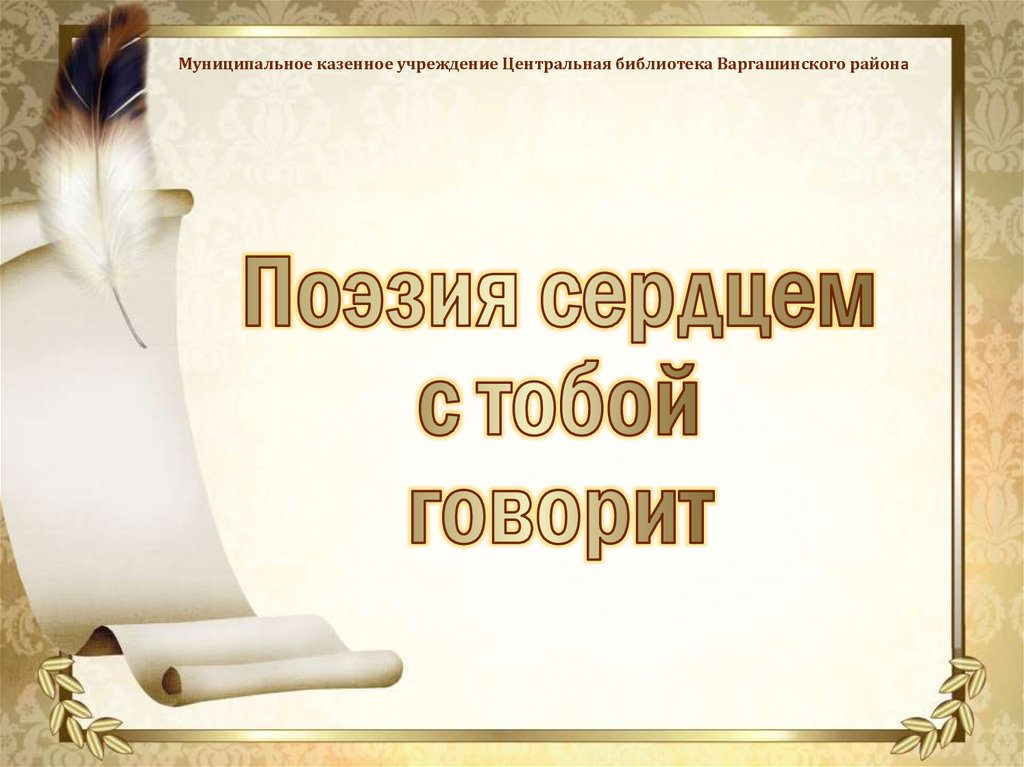 Муниципальное казенное учреждение Центральная библиотека Варгашинского района
Поэзия сердцем
с тобой
говорит